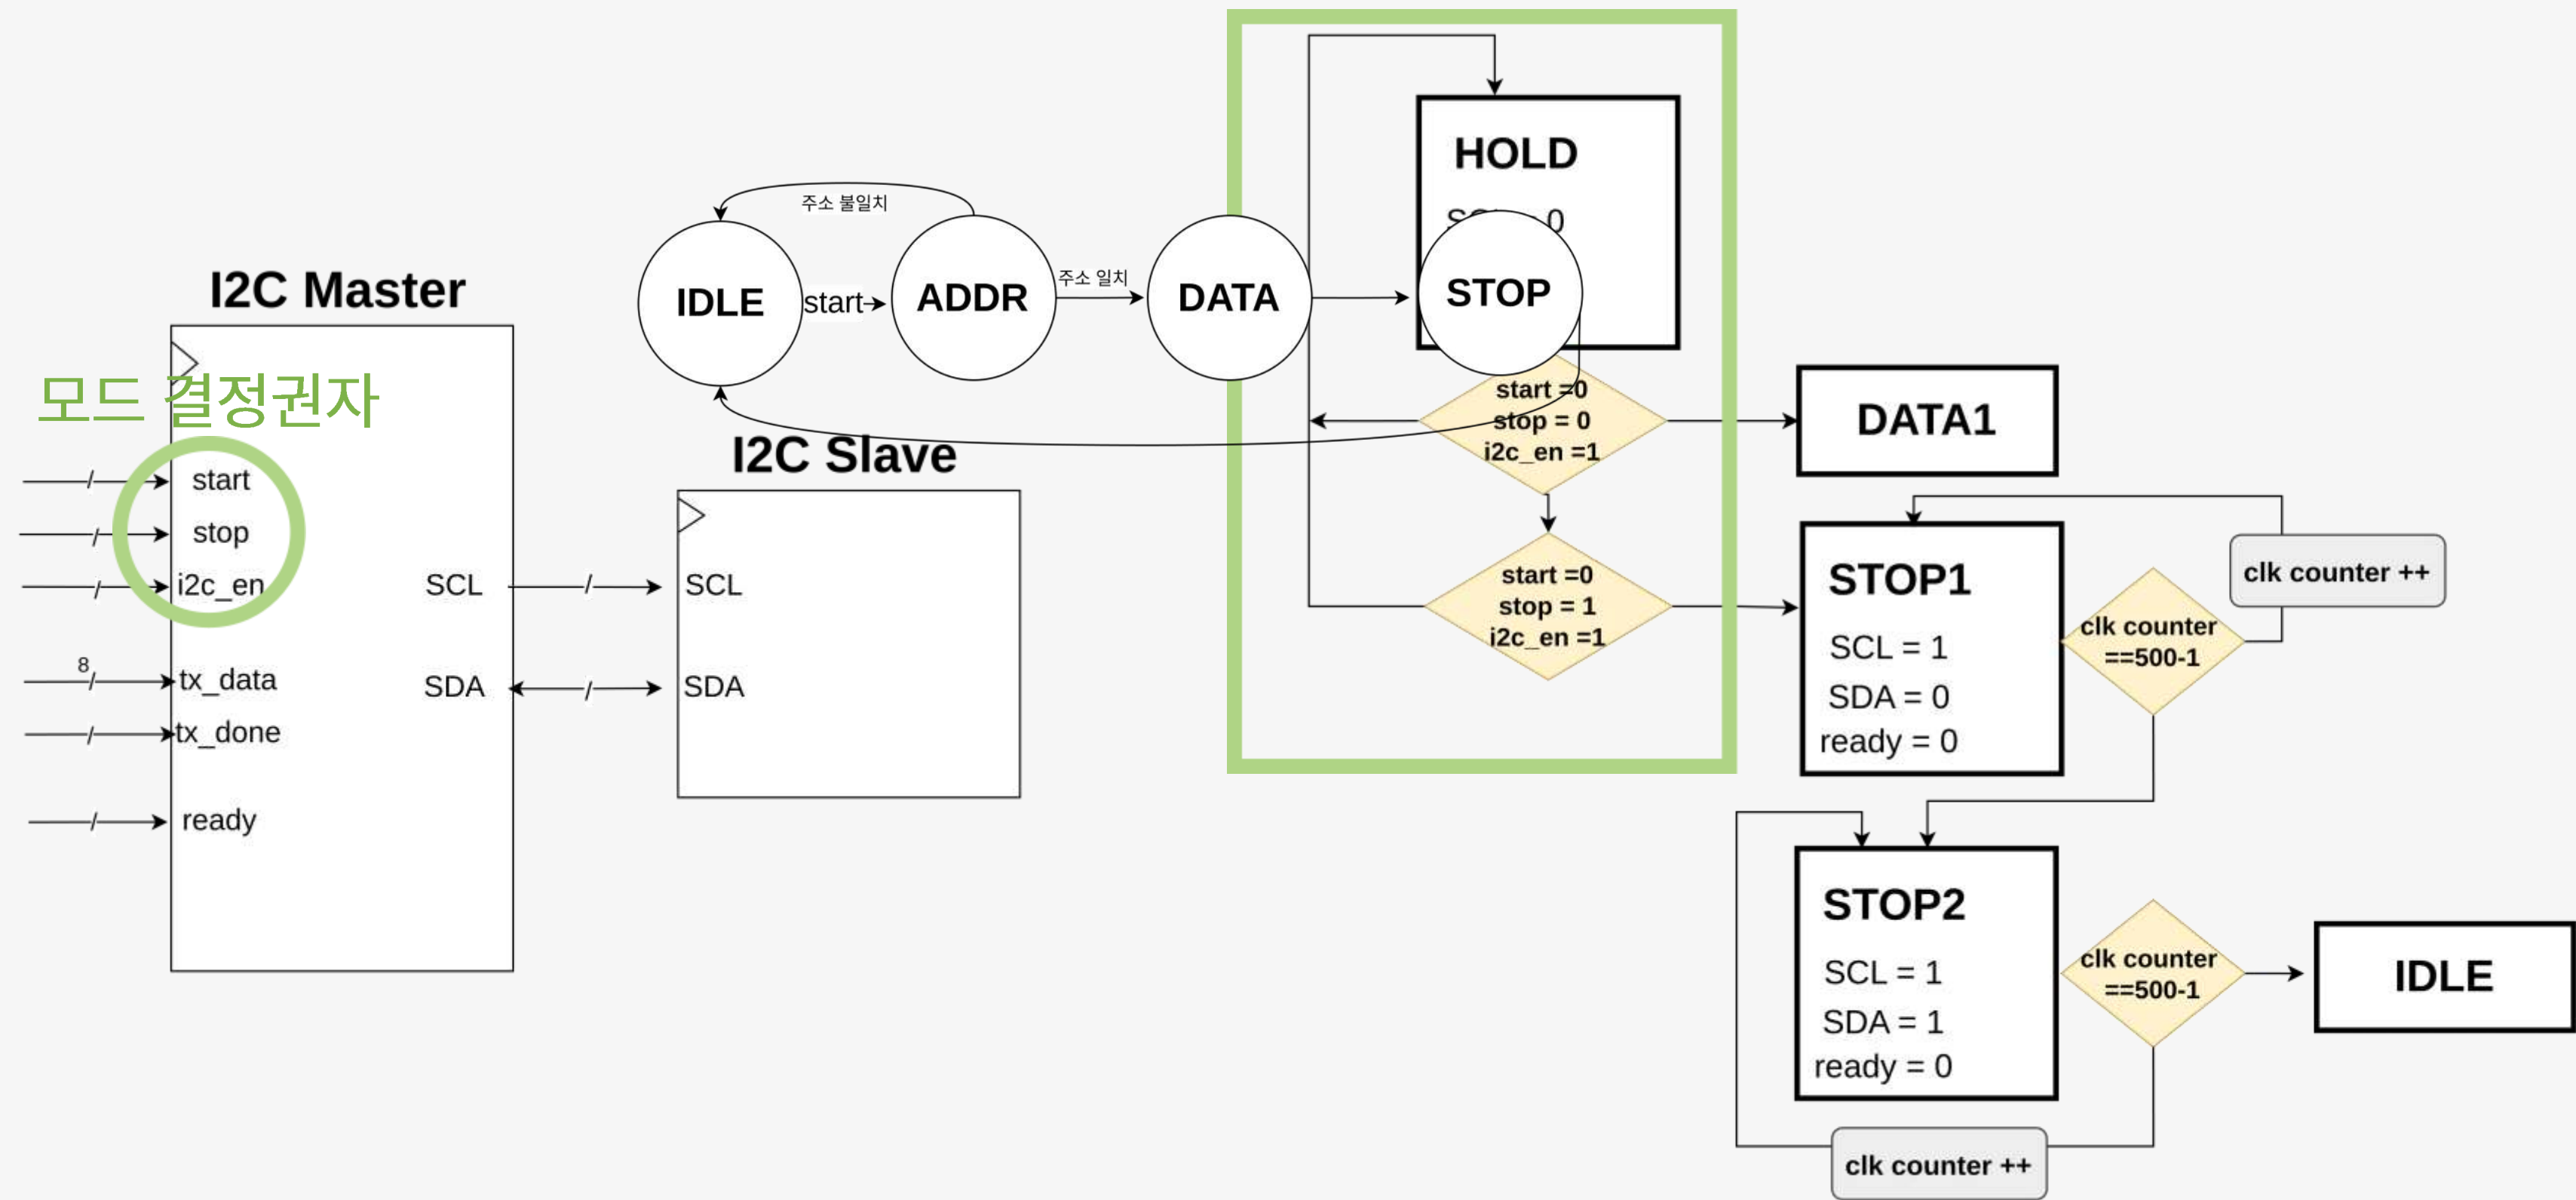 I2C Master
모드 결정권자
start
stop
i2c_en
8
tx_data
tx_done
ready
SCL
SDA
주소 불일치
IDLE
start
ADDR
주소 일치
DATA
STOP
I2C Slave
SCL
SDA
HOLD
0
start =0
stop = 0
i2c_en =1
start =0
stop = 1
i2c_en =1
DATA1
STOP1
SCL = 1
SDA = 0
ready = 0
clk counter
==500-1
clk counter ++
STOP2
SCL = 1
SDA = 1
ready = 0
clk counter
==500-1
clk counter ++
IDLE